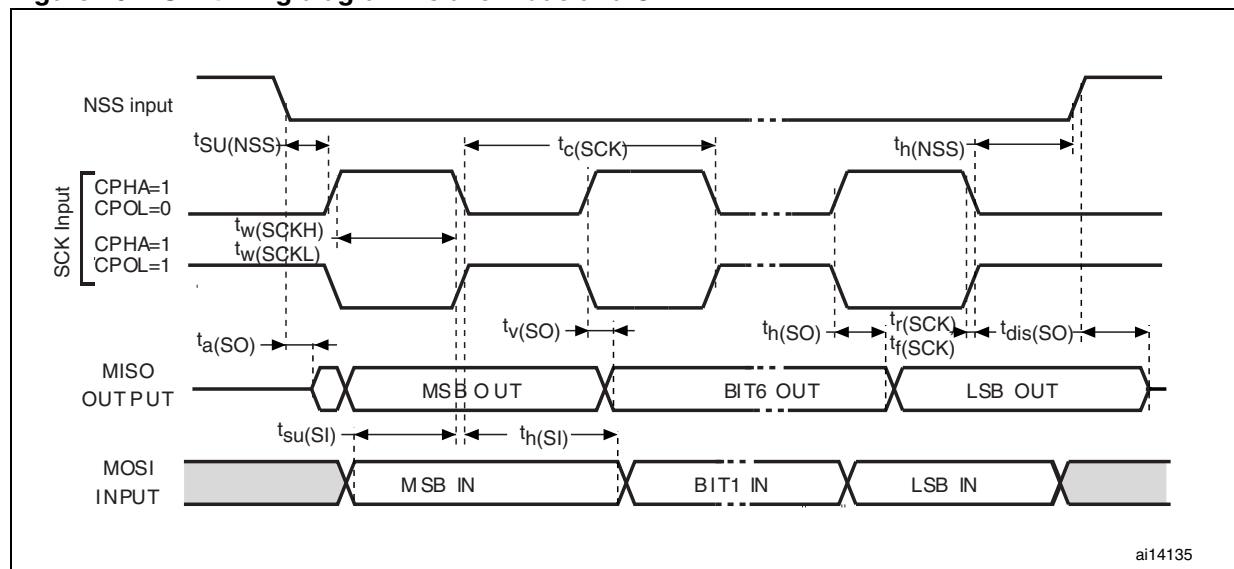 NSS input
tSU(NSS)
tc(SCK)
th(NSS)
SCK Input
CPHA=1
CPOL=0
tw(SCKH)
tw(SCKL)
CPHA=1
CPOL=1
ta(SO)
tv(SO)
th(SO)
tr(SCK)
tf(SCK)
tdis(SO)
MISO
OUTPUT
MSB OUT
BIT6 OUT
LSB OUT
tsu(SI)
th(SI)
MOSI
INPUT
MSB IN
BIT1 IN
LSB IN
ai14135